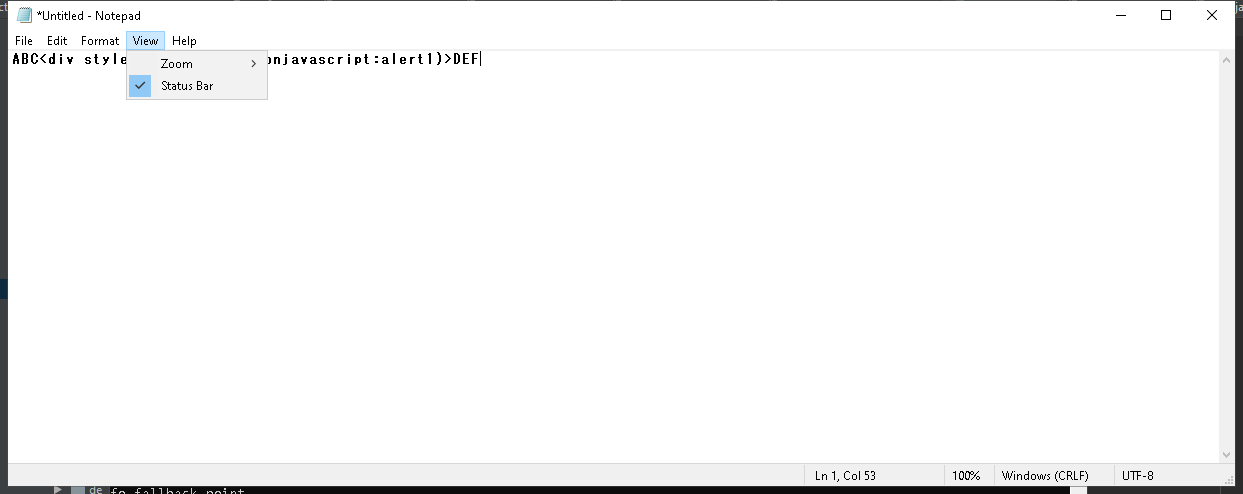 *Untitled - Notepad
File Edit Format View Help
ABC<div style onjavascript:alert1)>DEF
Zoom
Status Bar
Ln 1, Col 53 100% Windows (CRLF) UTF-8
de fo fallback point